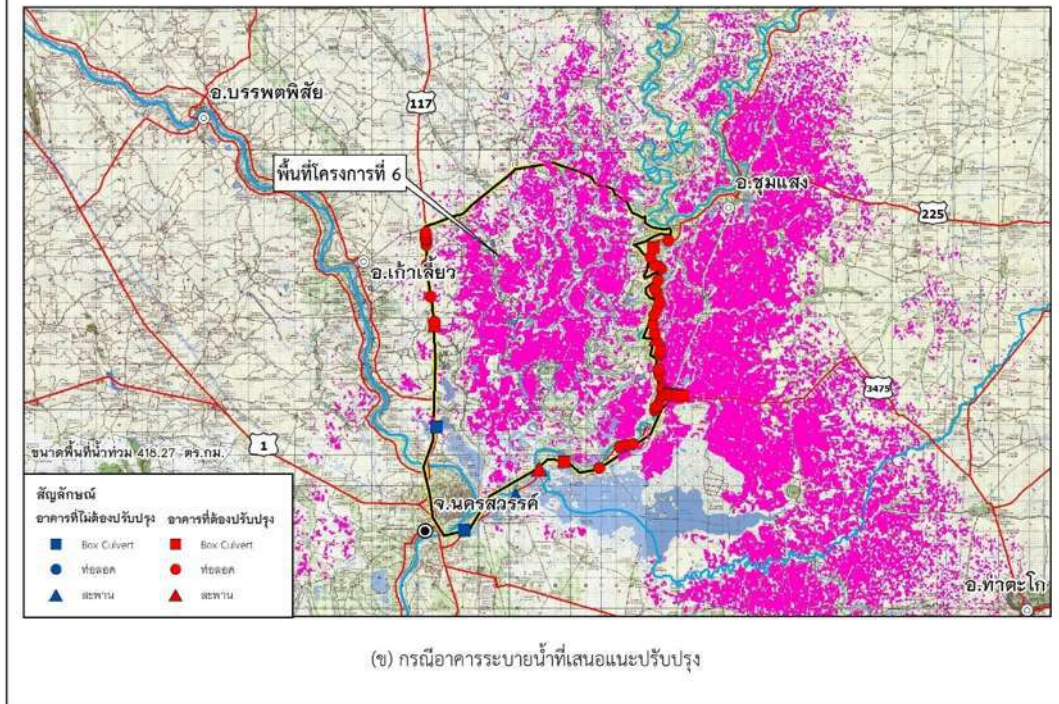 อ.บรรพตพิสัย
117
พื้นที่โครงการที่ 6
อ.ชุมแสง
225
อ.เก้าเลี้ยว
3475
1
ขนาดพื้นที่น้ำท่วม 418.27 ตร.กม.
จ.นครสวรรค์
อ.ท่าตะโก
สัญลักษณ์
อาคารที่ไม่ต้องปรับปรุง อาคารที่ต้องปรับปรุง
Box Culvert Box Culvert
ท่อลอด ท่อลอด
สะพาน สะพาน
(ข) กรณีอาคารระบายน้ำที่เสนอแนะปรับปรุง